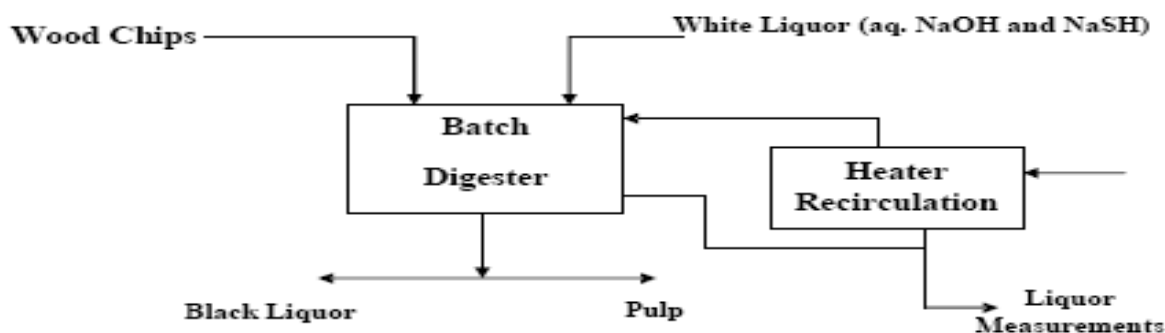 Wood Chips
White Liquor (aq. NaOH and NaSH)
Batch
Digester
Heater
Recirculation
Black Liquor
Pulp
Liquor
Measurements